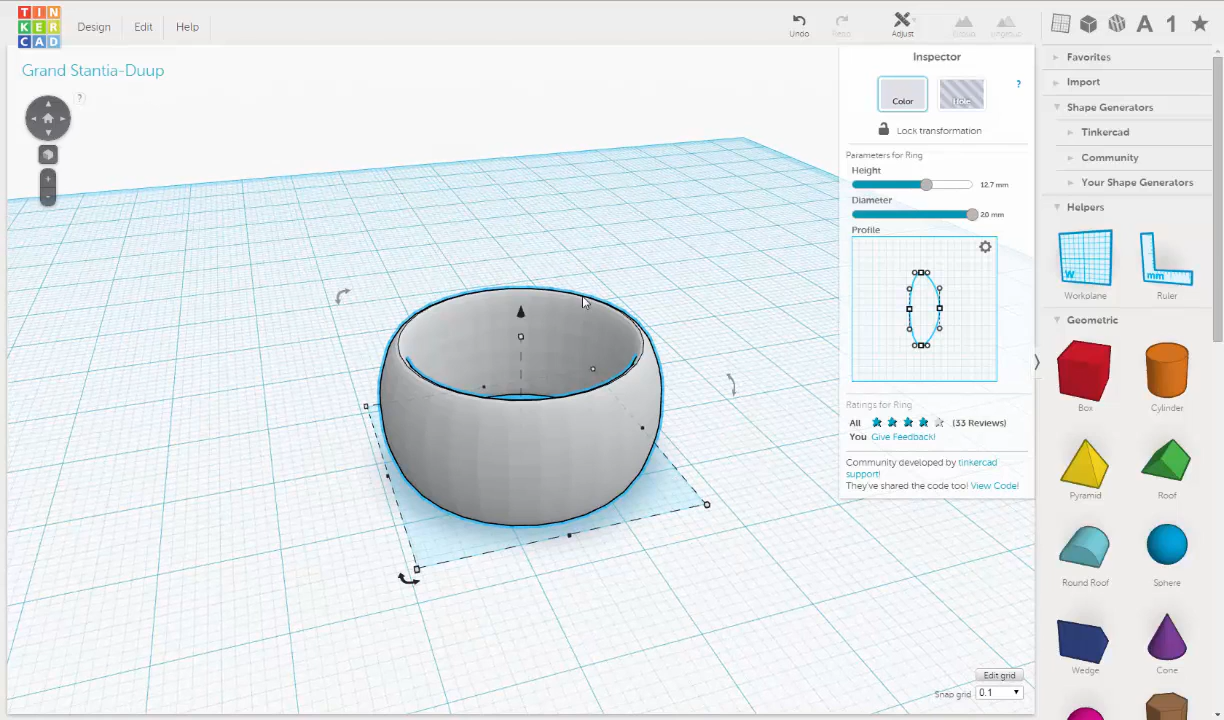 TIN
KER
CAD
Design
Edit
Help
Undo
Redo
Adjust
Group
Ungroup
Grand Stantia-Duup
?
Inspector
Color
Hole
?
Lock transformation
Parameters for Ring
Height
12.7 mm
Diameter
20 mm
Profile
Ratings for Ring
All (33 Reviews)
You Give Feedback!
Community developed by tinkercad
support!
They've shared the code too! View Code!
Edit grid
Snap grid 0.1
A 1
Favorites
Import
Shape Generators
Tinkercad
Community
Your Shape Generators
Helpers
W
mm
Workplane
Ruler
Geometric
Box
Cylinder
Pyramid
Roof
Round Roof
Sphere
Wedge
Cone